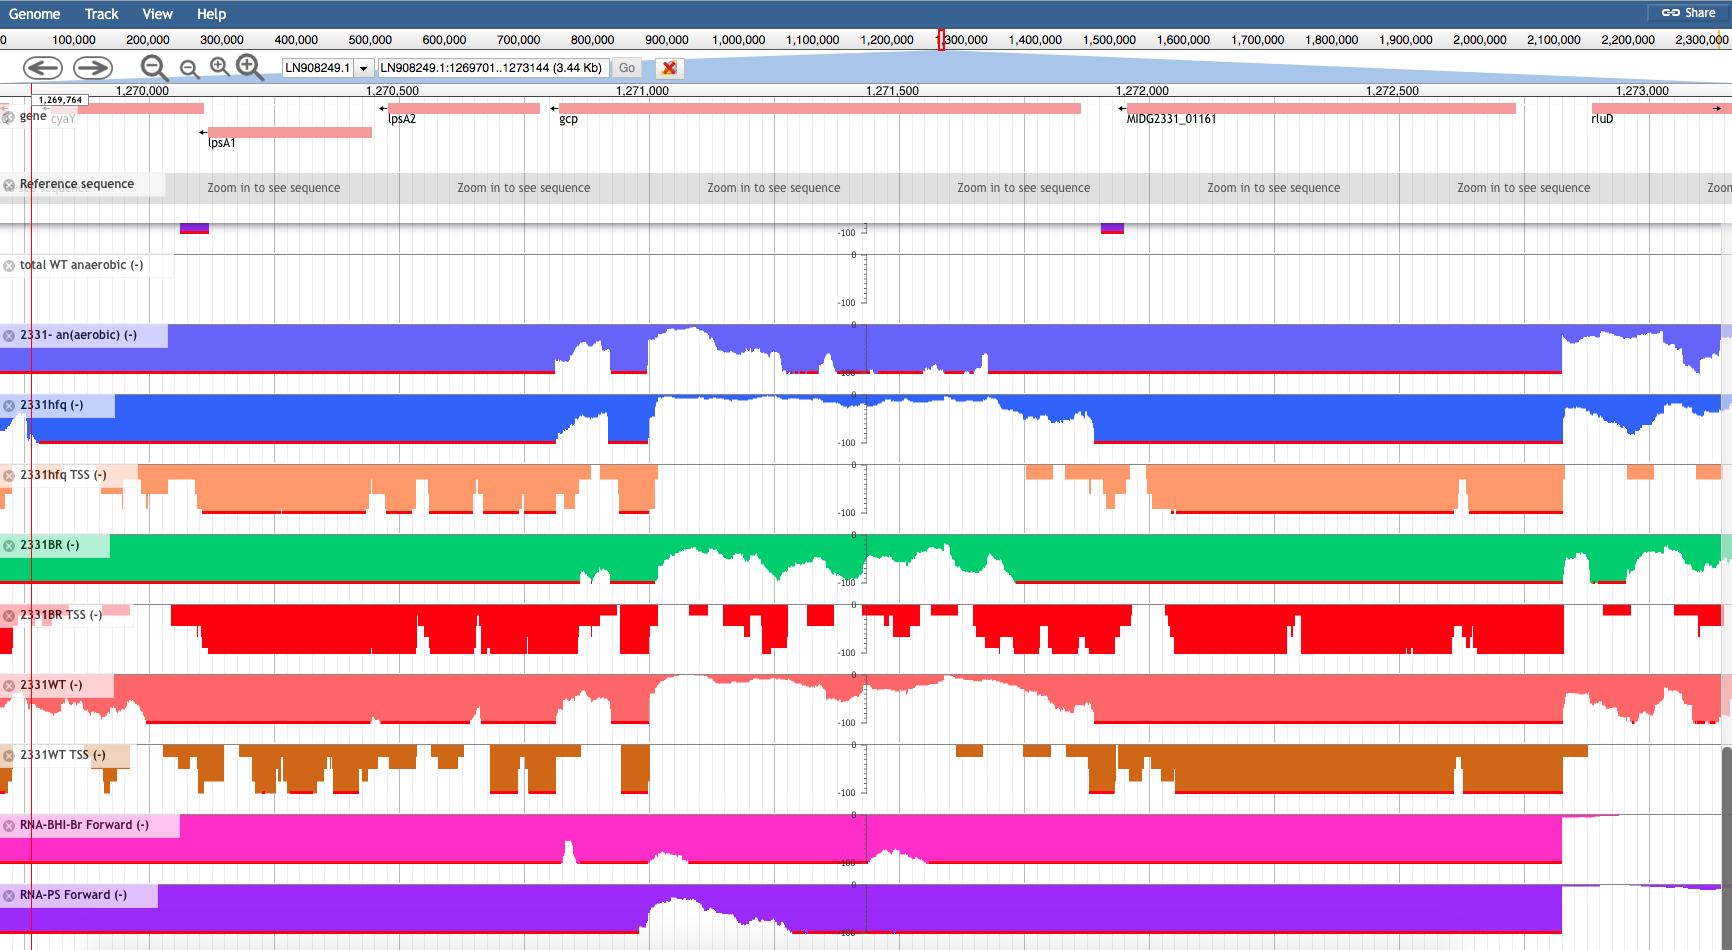 Genome Track View Help Share
0 100,000 200,000 300,000 400,000 500,000 600,000 700,000 800,000 900,000 1,000,000 1,100,000 1,200,000 1,300,000 1,400,000 1,500,000 1,600,000 1,700,000 1,800,000 1,900,000 2,000,000 2,100,000 2,200,000 2,300,000
LN908249.1 LN908249.1:1269701..1273144 (3.44 Kb) Go
1,270,000 1,270,500 1,271,000 1,271,500 1,272,000 1,272,500 1,273,000
1,269,764
gene cyaY lpsA2 gcp MIDG2331_01161 rluD
lpsA1
Reference sequence Zoom in to see sequence Zoom in to see sequence Zoom in to see sequence Zoom in to see sequence Zoom in to see sequence Zoom in to see sequence Zoom
-100
0
total WT anaerobic (-)
-100
0
2331- an(aerobic) (-)
-100
0
2331hfq (-)
-100
0
2331hfq TSS (-)
-100
0
2331BR (-)
-100
0
2331BR TSS (-)
-100
0
2331WT (-)
-100
0
2331WT TSS (-)
-100
0
RNA-BHI-Br Forward (-)
-100
0
RNA-PS Forward (-)
-100